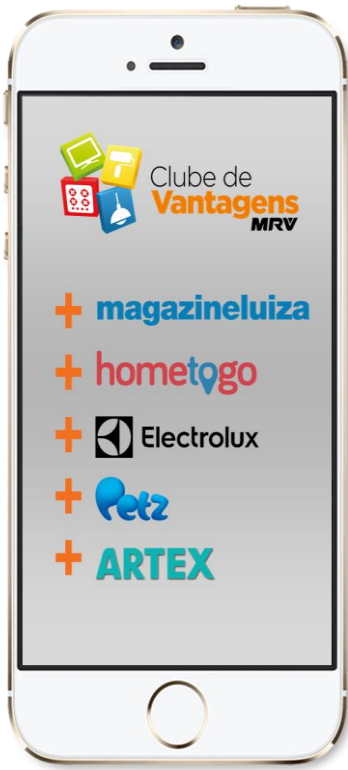 Clube de
Vantagens
MRV
+ magazineluiza
+ hometogo
+ Electrolux
+ Petz
+ ARTEX